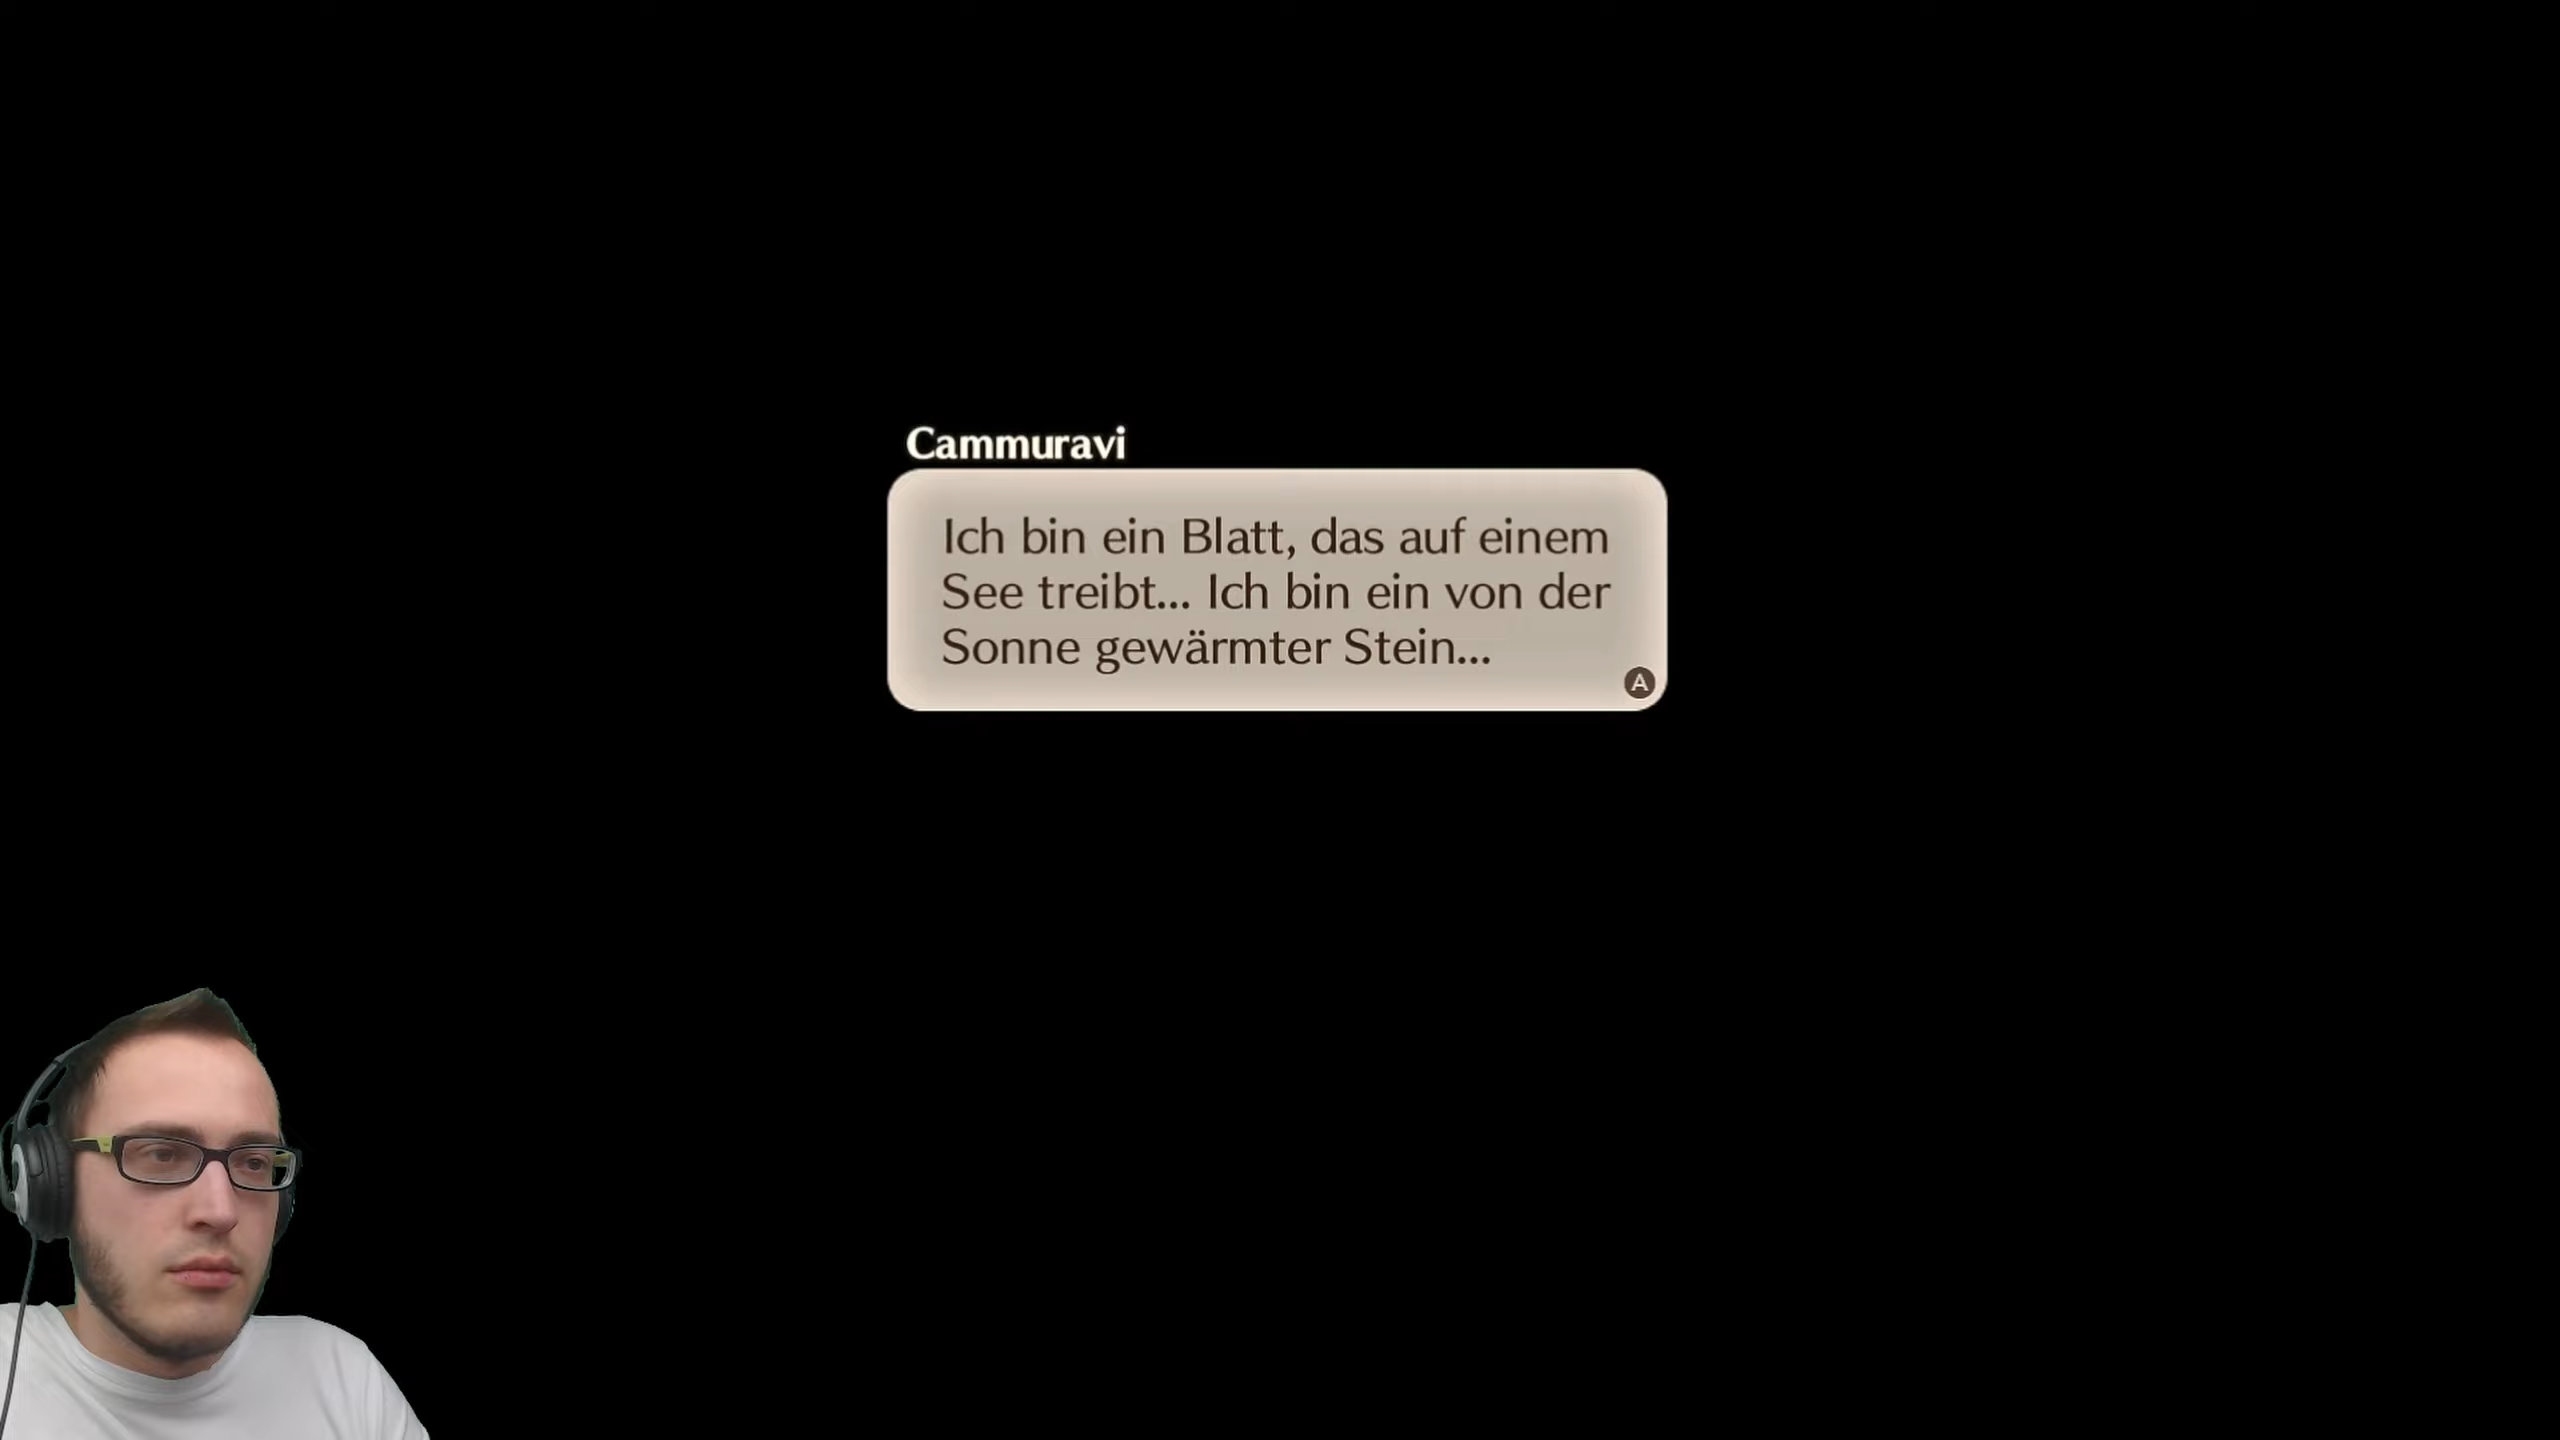 Cammuravi
Ich bin ein Blatt, das auf einem
See treibt... Ich bin ein von der
Sonne gewärmter Stein...
A